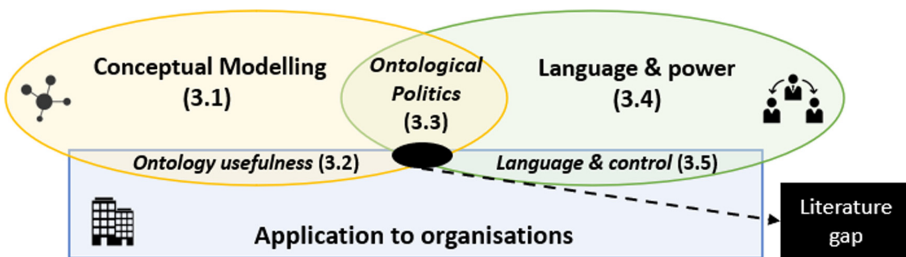 Conceptual Modelling
(3.1)
Ontological
Politics
(3.3)
Language & power
(3.4)
Ontology usefulness (3.2)
Language & control (3.5)
Application to organisations
Literature
gap